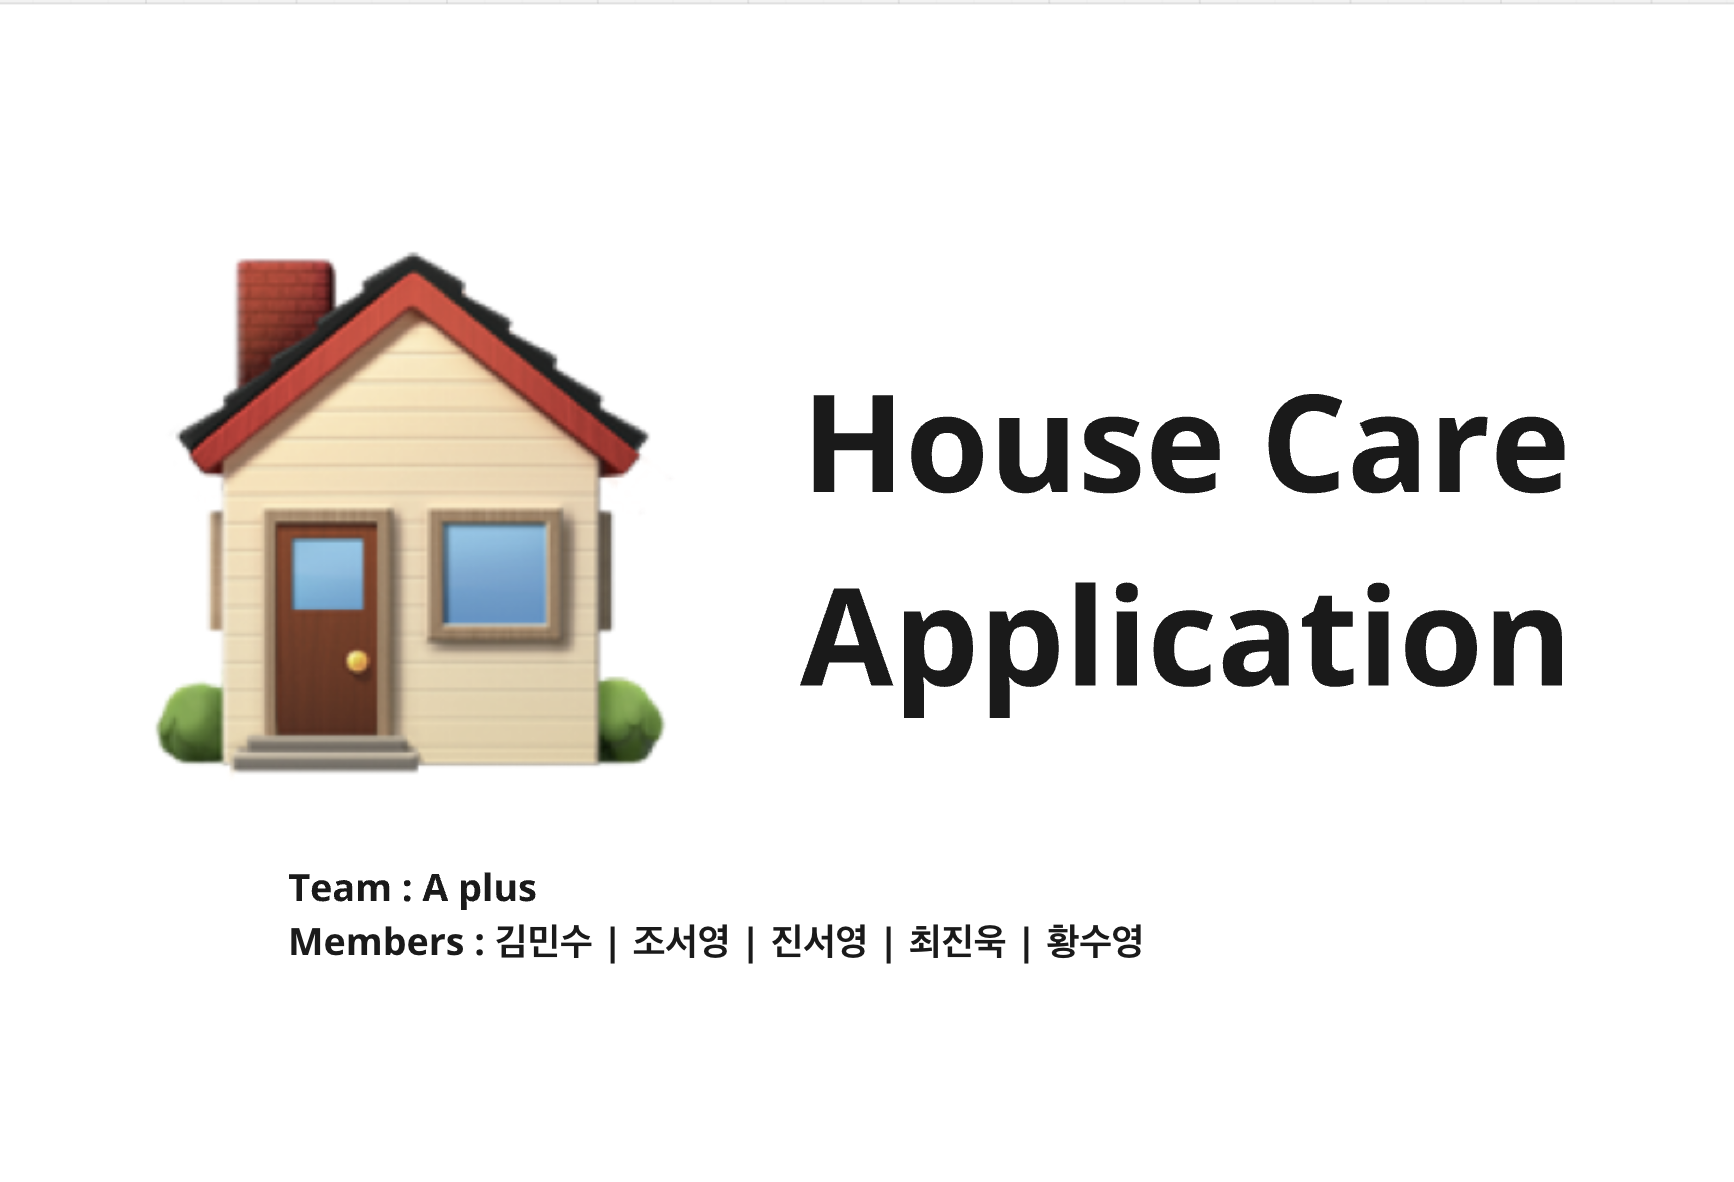 House Care
Application
Team : A plus
Members : 김민수 | 조서영 | 진서영 | 최진욱 | 황수영